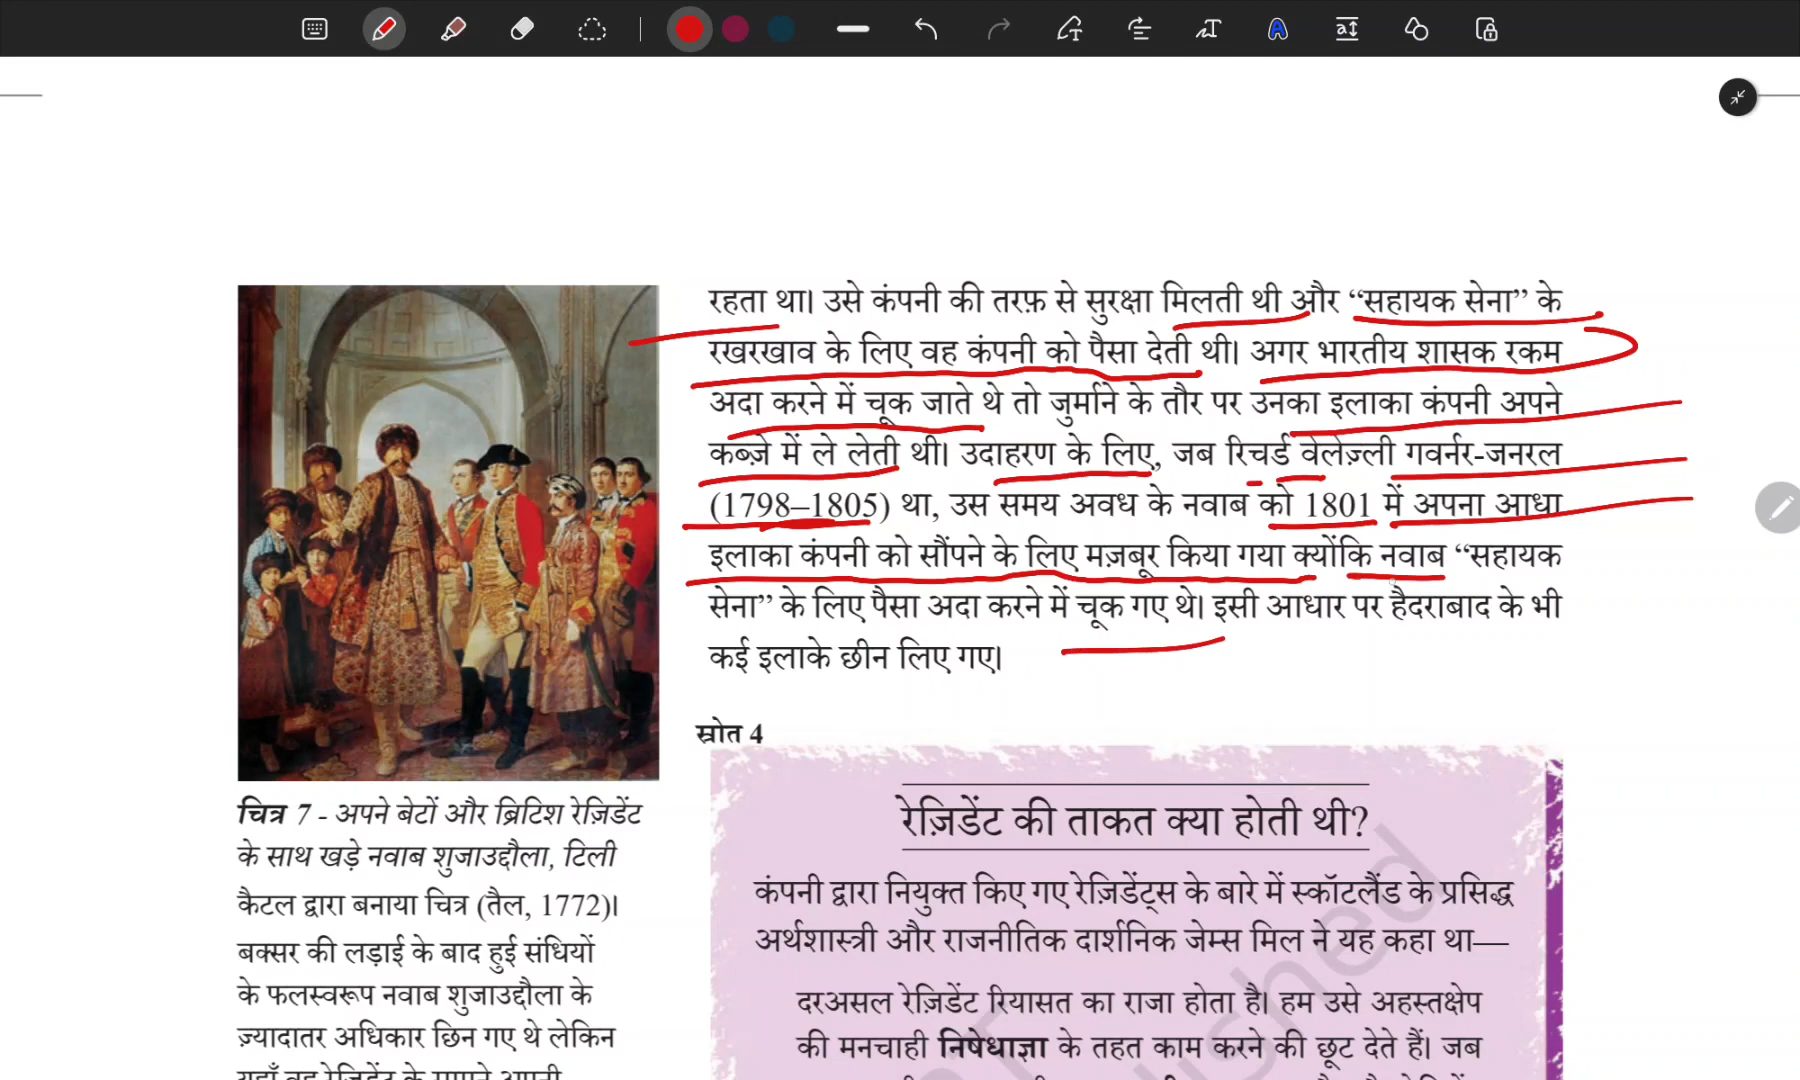 रहता था। उसे कंपनी की तरफ़ से सुरक्षा मिलती थी और “सहायक सेना” के
रखरखाव के लिए वह कंपनी को पैसा देती थी। अगर भारतीय शासक रकम
अदा करने में चूक जाते थे तो जुर्माने के तौर पर उनका इलाका कंपनी अपने
कब्ज़े में ले लेती थी। उदाहरण के लिए, जब रिचर्ड वेलेज़्ली गवर्नर-जनरल
(1798–1805) था, उस समय अवध के नवाब को 1801 में अपना आधा
इलाका कंपनी को सौंपने के लिए मज़बूर किया गया क्योंकि नवाब “सहायक
सेना” के लिए पैसा अदा करने में चूक गए थे। इसी आधार पर हैदराबाद के भी
कई इलाके छीन लिए गए।
चित्र 7 - अपने बेटों और ब्रिटिश रेज़िडेंट
के साथ खड़े नवाब शुजाउद्दौला, टिली
कैटल द्वारा बनाया चित्र (तैल, 1772)।
बक्सर की लड़ाई के बाद हुई संधियों
के फलस्वरूप नवाब शुजाउद्दौला के
ज़्यादातर अधिकार छिन गए थे लेकिन
स्रोत 4
रेज़िडेंट की ताकत क्या होती थी?
कंपनी द्वारा नियुक्त किए गए रेज़िडेंट्स के बारे में स्कॉटलैंड के प्रसिद्ध
अर्थशास्त्री और राजनीतिक दार्शनिक जेम्स मिल ने यह कहा था—
दरअसल रेज़िडेंट रियासत का राजा होता है। हम उसे अहस्तक्षेप
की मनचाही निषेधाज्ञा के तहत काम करने की छूट देते हैं। जब